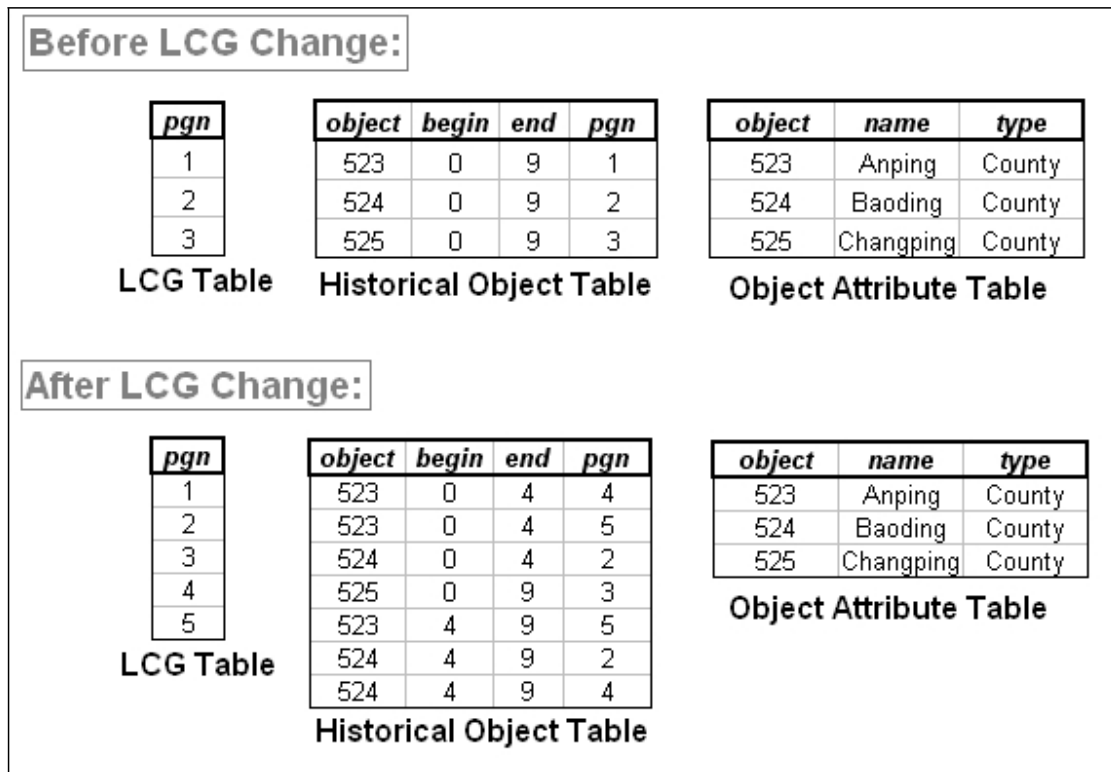 Before LCG Change:
pgn
1
2
3
LCG Table
object begin end pgn
523 0 9 1
524 0 9 2
525 0 9 3
Historical Object Table
object name type
523 Anping County
524 Baoding County
525 Changping County
Object Attribute Table
After LCG Change:
pgn
1
2
3
4
5
LCG Table
object begin end pgn
523 0 4 4
523 0 4 5
524 0 4 2
525 0 9 3
523 4 9 5
524 4 9 2
524 4 9 4
Historical Object Table
object name type
523 Anping County
524 Baoding County
525 Changping County
Object Attribute Table